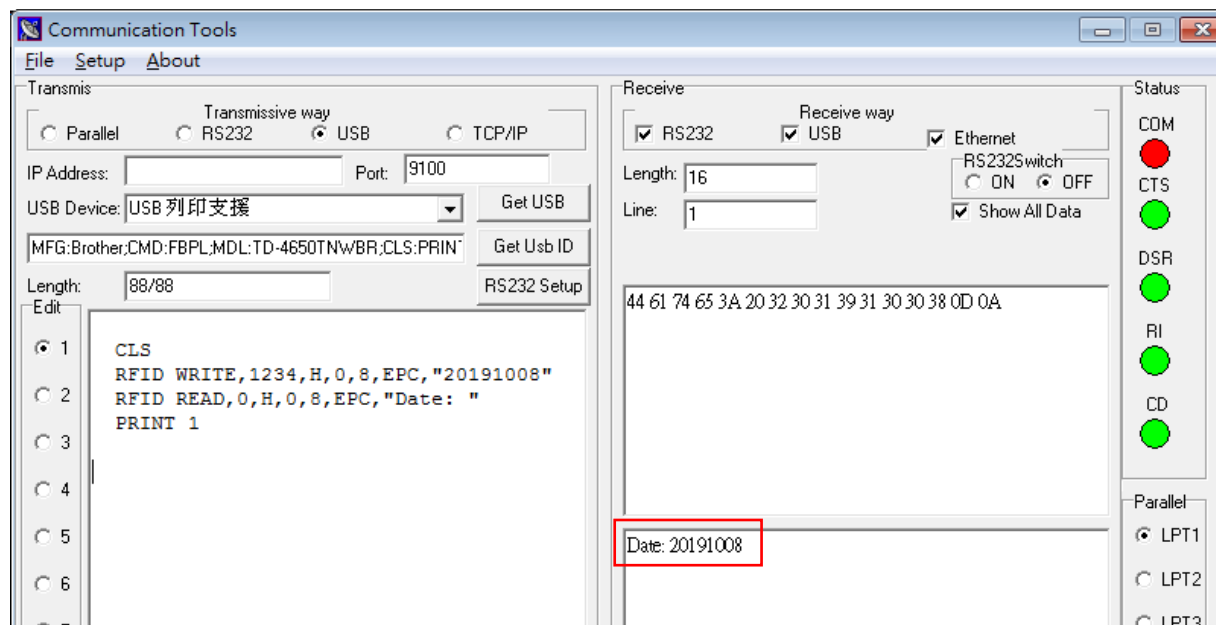 Communication Tools
File Setup About
Transmis
Transmissive way
Parallel RS232 USB TCP/IP
IP Address: Port: 9100
USB Device: USB 列印支援 Get USB
MFG:Brother;CMD:FBPL;MDL:TD-4650TNWBR;CLS:PRIN Get Usb ID
Length: 88/88 RS232 Setup
Edit
1
2
3
4
5
6
CLS
RFID WRITE,1234,H,0,8,EPC,"20191008"
RFID READ,0,H,0,8,EPC,"Date: "
PRINT 1
Receive
Receive way
RS232 USB Ethernet
Length: 16
RS232Switch
ON OFF
Line: 1
Show All Data
44 61 74 65 3A 20 32 30 31 39 31 30 30 38 0D 0A
Date: 20191008
Status
COM
CTS
DSR
RI
CD
Parallel
LPT1
LPT2
LPT3